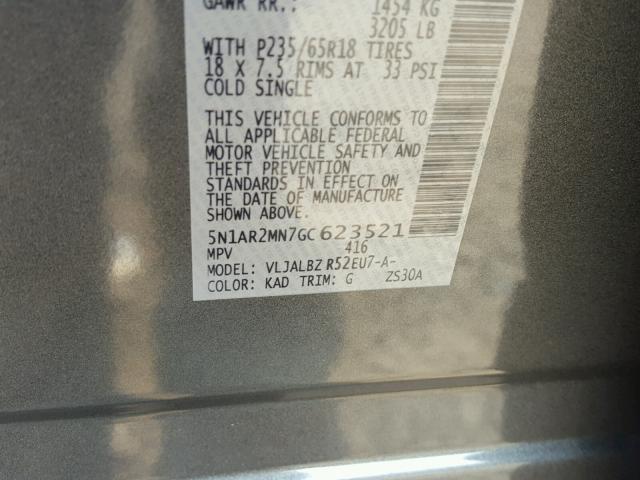 GAWR RR.: 1454 KG
3205 LB
WITH P235/65R18 TIRES
18 X 7.5 RIMS AT 33 PSI
COLD SINGLE
THIS VEHICLE CONFORMS TO
ALL APPLICABLE FEDERAL
MOTOR VEHICLE SAFETY AND
THEFT PREVENTION
STANDARDS IN EFFECT ON
THE DATE OF MANUFACTURE
SHOWN ABOVE
5N1AR2MN7GC623521
MPV 416
MODEL: VLJALBZ R52EU7-A-
COLOR: KAD TRIM: G ZS30A